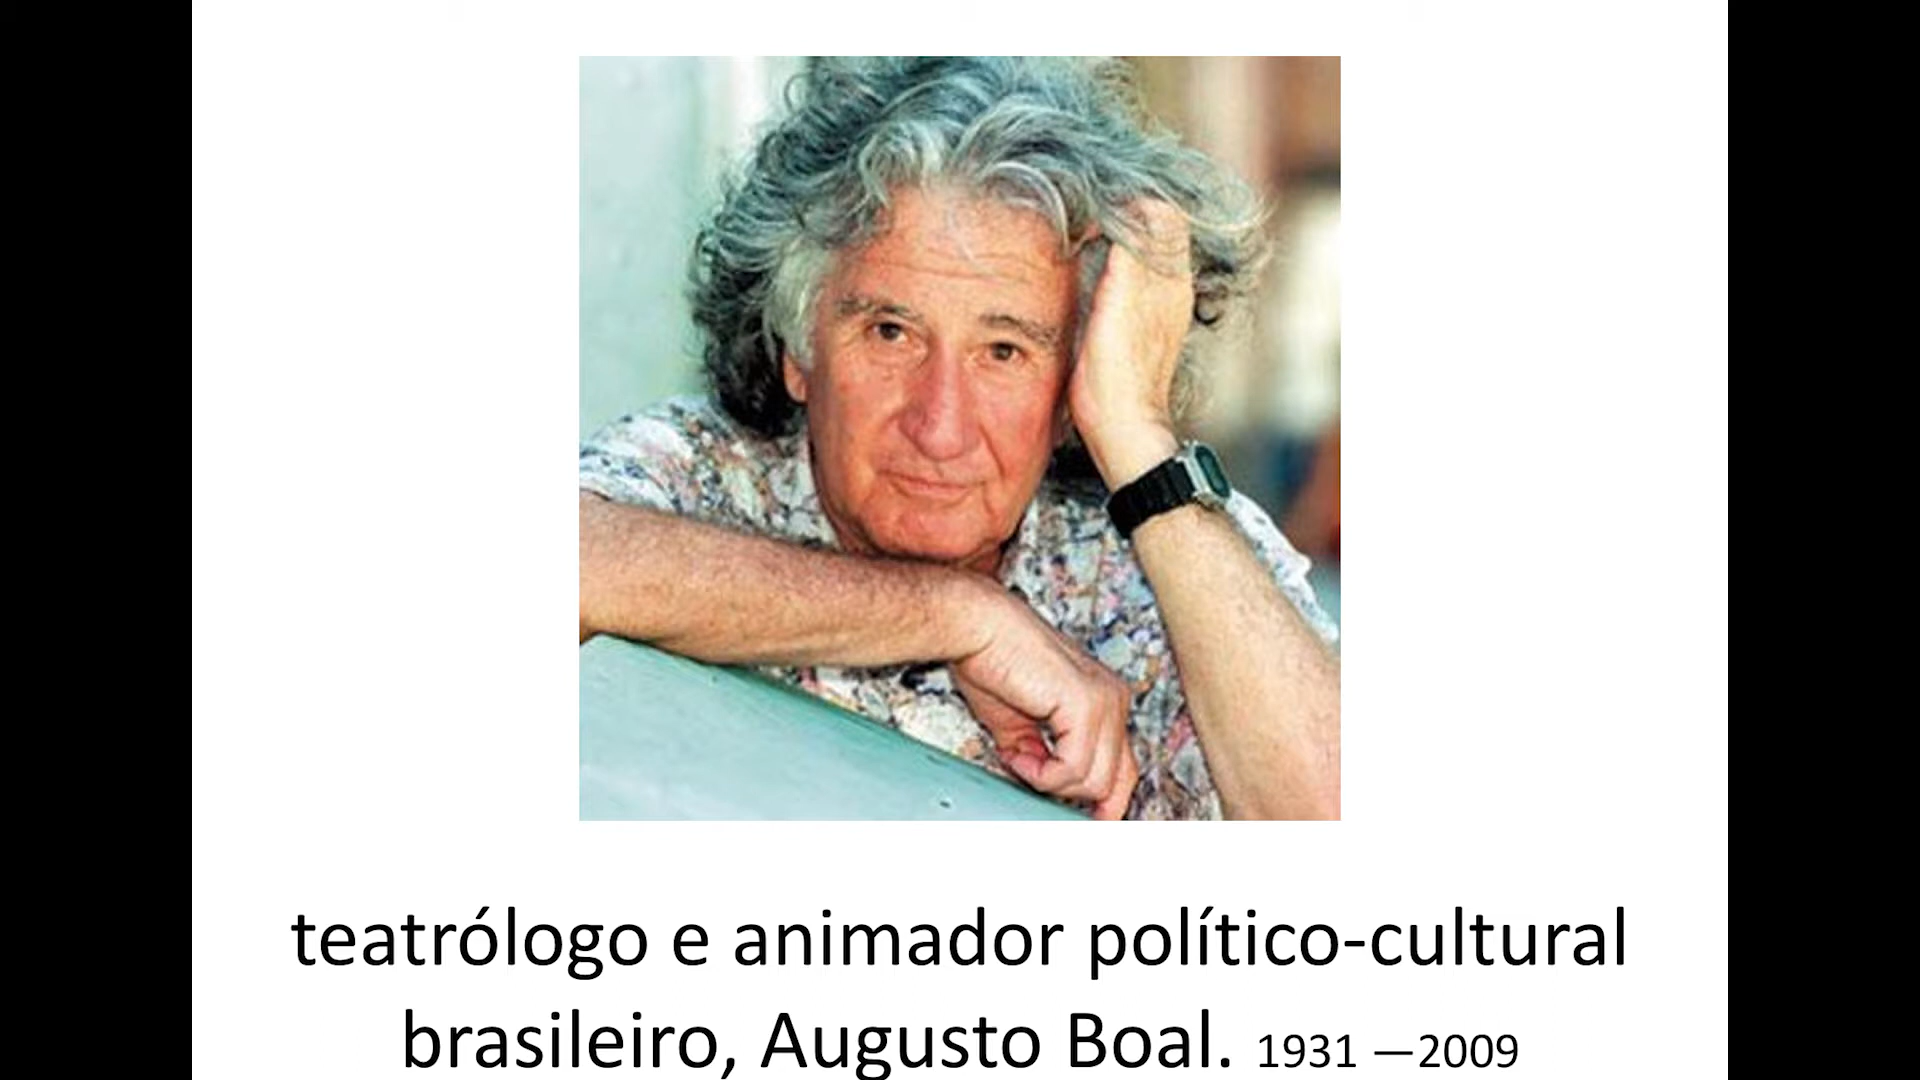 teatrólogo e animador político-cultural
brasileiro, Augusto Boal. 1931 —2009